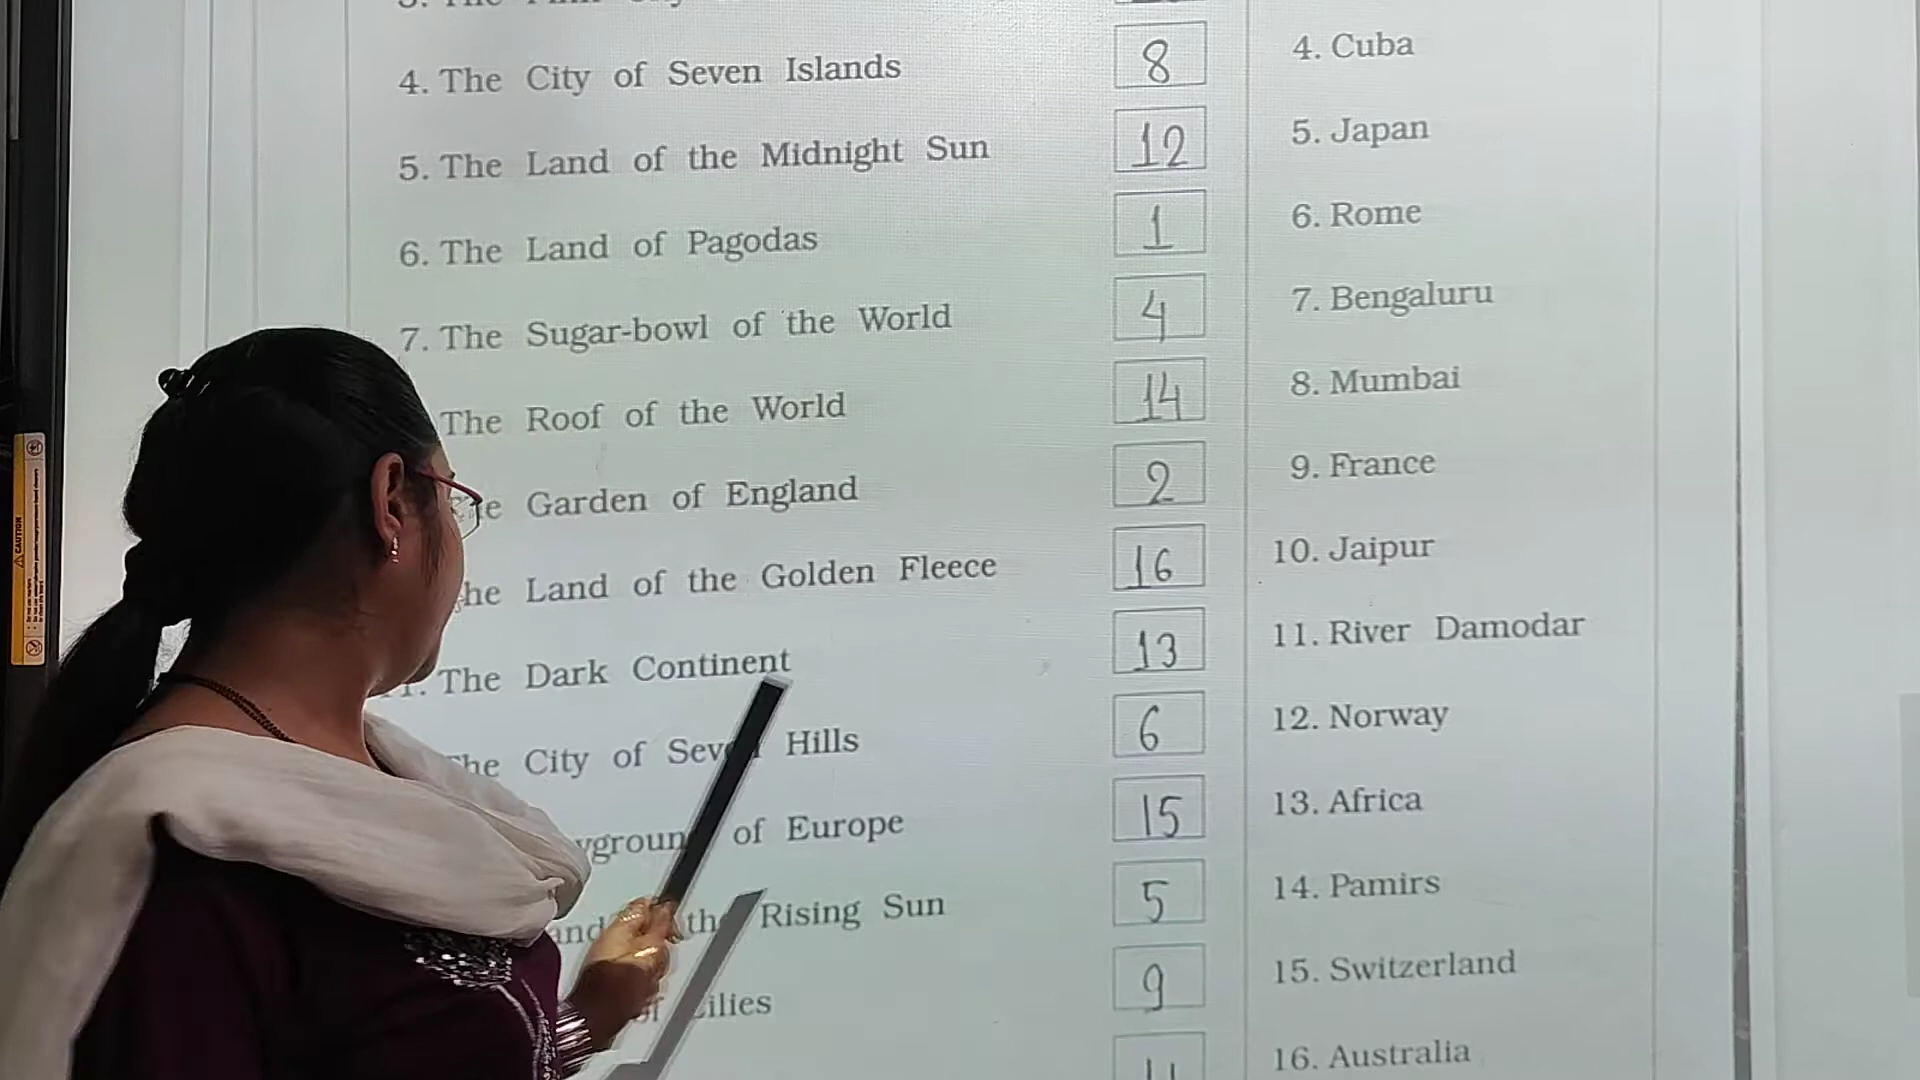 4. The City of Seven Islands 8 4. Cuba
5. The Land of the Midnight Sun 12 5. Japan
6. The Land of Pagodas 1 6. Rome
7. The Sugar-bowl of the World 4 7. Bengaluru
The Roof of the World 14 8. Mumbai
Garden of England 2 9. France
Land of the Golden Fleece 16 10. Jaipur
The Dark Continent 13 11. River Damodar
City of Hills 6 12. Norway
of Europe 15 13. Africa
Rising Sun 5 14. Pamirs
9 15. Switzerland
16. Australia
CAUTION